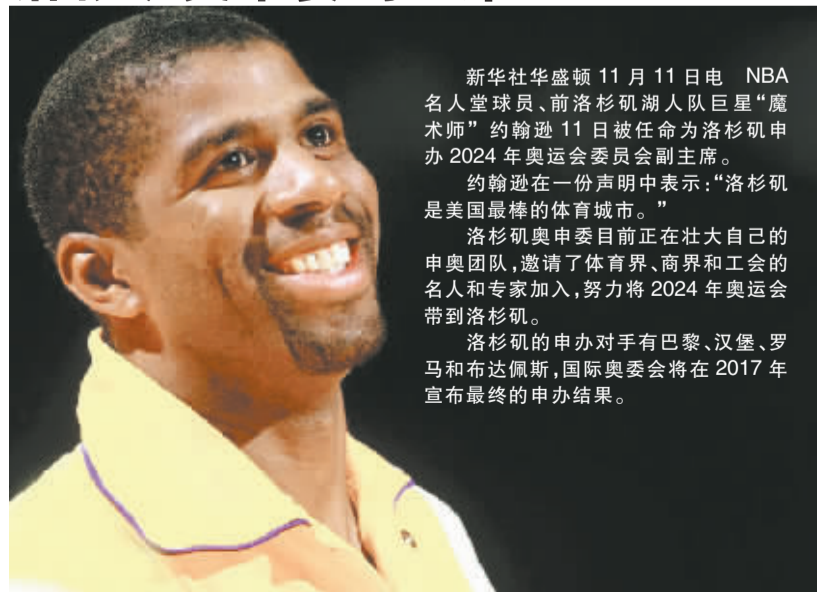 新华社华盛顿 11 月 11 日电　NBA
名人堂球员、前洛杉矶湖人队巨星“魔
术师” 约翰逊 11 日被任命为洛杉矶申
办 2024 年奥运会委员会副主席。
约翰逊在一份声明中表示:“洛杉矶
是美国最棒的体育城市。”
洛杉矶奥申委目前正在壮大自己的
申奥团队,邀请了体育界、商界和工会的
名人和专家加入,努力将 2024 年奥运会
带到洛杉矶。
洛杉矶的申办对手有巴黎、汉堡、罗
马和布达佩斯,国际奥委会将在 2017 年
宣布最终的申办结果。